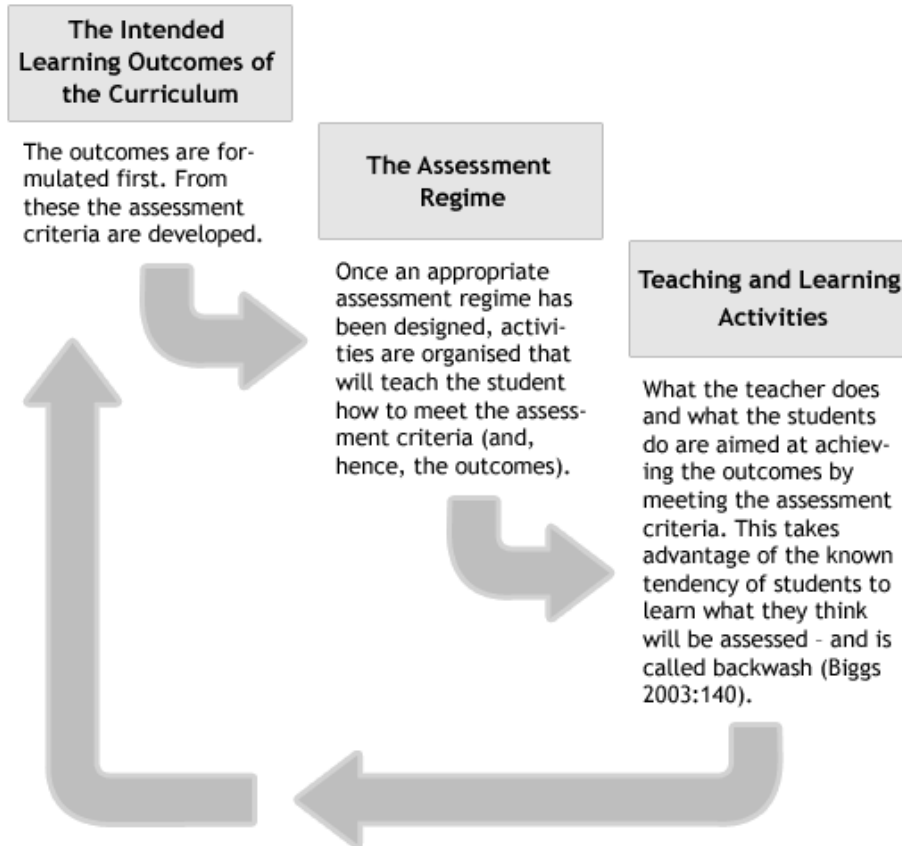 The Intended
Learning Outcomes of
the Curriculum
The outcomes are for-
mulated first. From
these the assessment
criteria are developed.
The Assessment
Regime
Once an appropriate
assessment regime has
been designed, activi-
ties are organised that
will teach the student
how to meet the assess-
ment criteria (and,
hence, the outcomes).
Teaching and Learning
Activities
What the teacher does
and what the students
do are aimed at achiev-
ing the outcomes by
meeting the assessment
criteria. This takes
advantage of the known
tendency of students to
learn what they think
will be assessed – and is
called backwash (Biggs
2003:140).